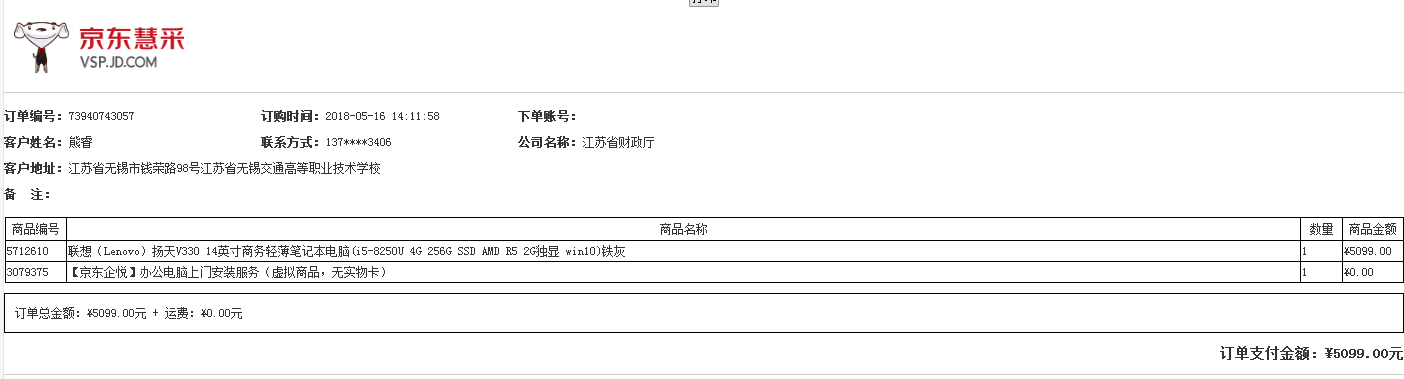 京东慧采
VSP.JD.COM
订单编号：73940743057 订购时间：2018-05-16 14:11:58 下单账号：
客户姓名：熊睿 联系方式：137****3406 公司名称：江苏省财政厅
客户地址：江苏省无锡市钱荣路98号江苏省无锡交通高等职业技术学校
备 注：
商品编号 商品名称 数量 商品金额
5712610 联想（Lenovo）扬天V330 14英寸商务轻薄笔记本电脑(i5-8250U 4G 256G SSD AMD R5 2G独显 win10)铁灰 1 ¥5099.00
3079375 【京东企悦】办公电脑上门安装服务（虚拟商品，无实物卡） 1 ¥0.00
订单总金额：¥5099.00元 + 运费：¥0.00元
订单支付金额：¥5099.00元